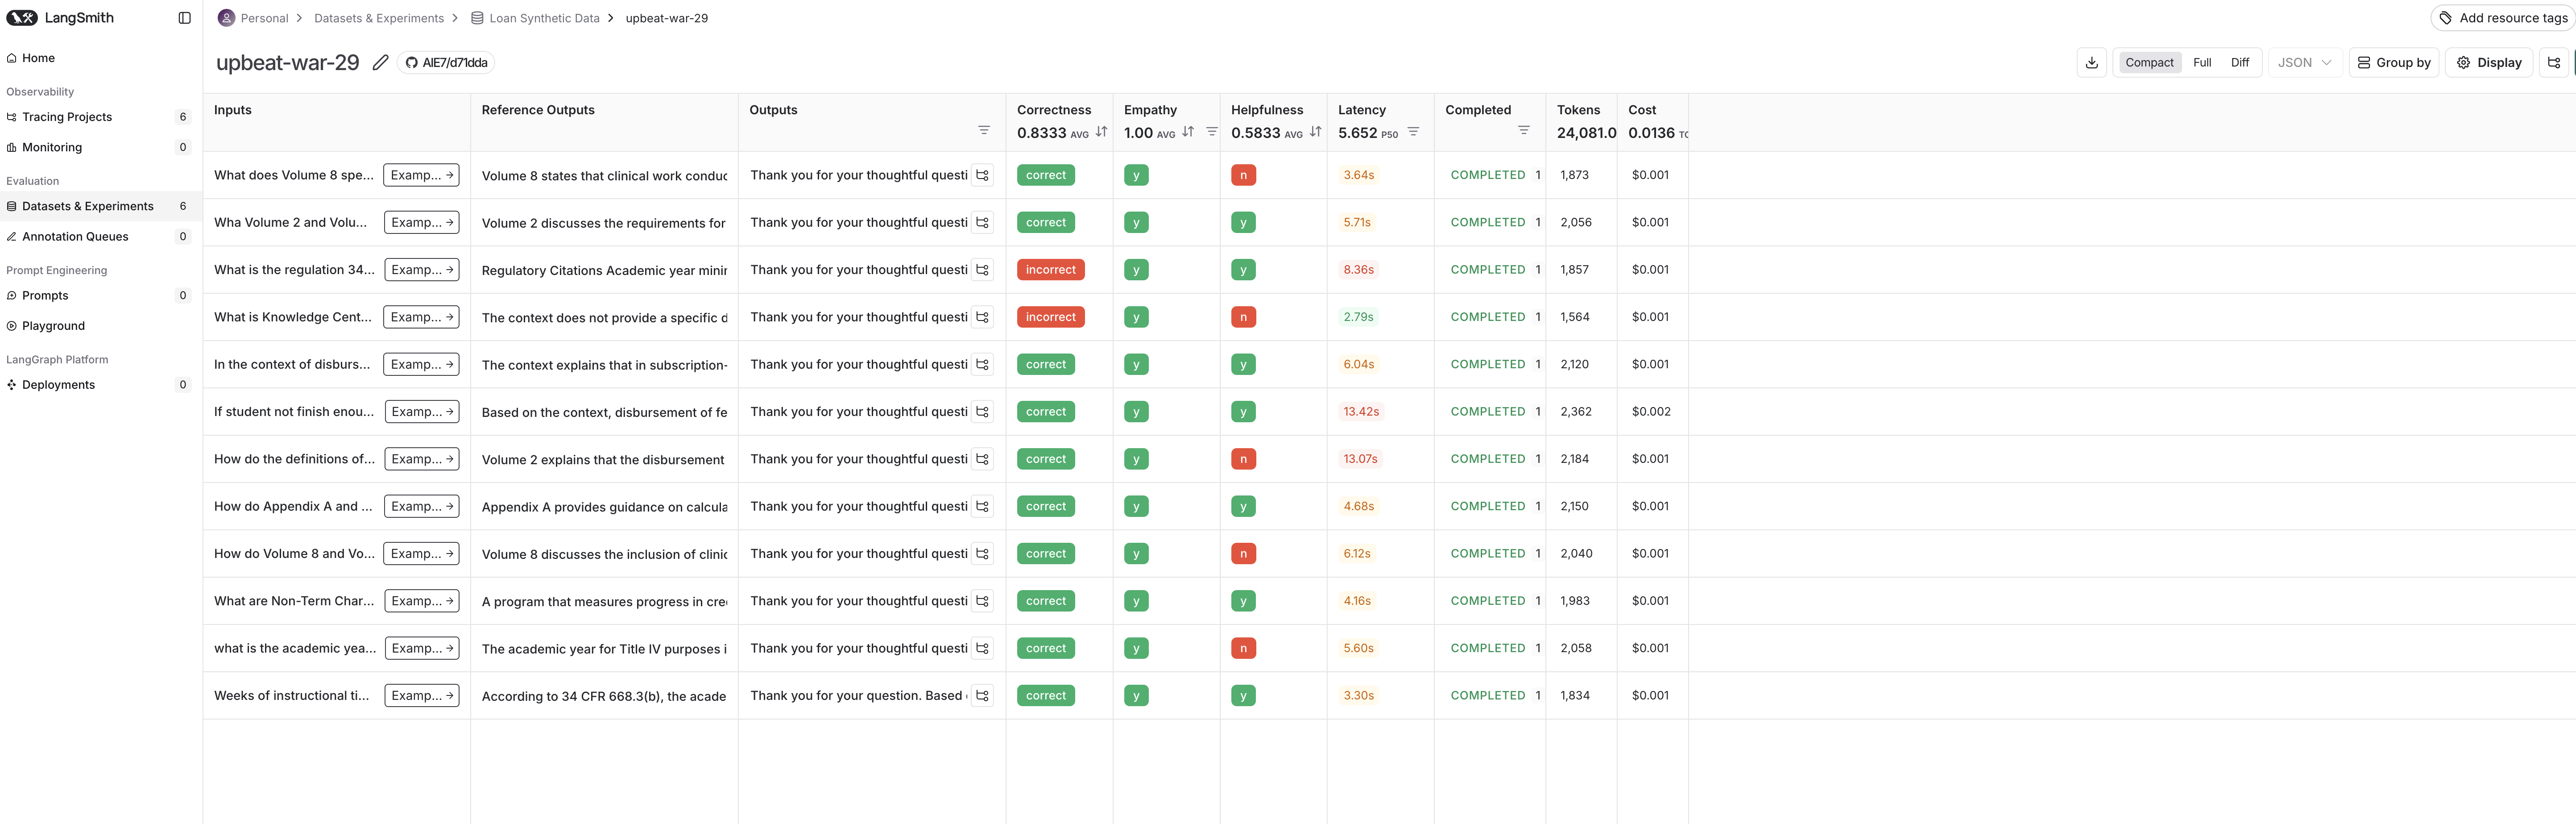 LangSmith
Personal > Datasets & Experiments > Loan Synthetic Data > upbeat-war-29
Add resource tags
Home
upbeat-war-29 AIE7/d71dda
Compact Full Diff JSON Group by Display
Observability
Tracing Projects 6
Monitoring 0
Evaluation
Datasets & Experiments 6
Annotation Queues 0
Prompt Engineering
Prompts 0
Playground
LangGraph Platform
Deployments 0
Inputs Reference Outputs Outputs Correctness Empathy Helpfulness Latency Completed Tokens Cost
0.8333 AVG 1.00 AVG 0.5833 AVG 5.652 P50 24,081.0 0.0136
What does Volume 8 spe... Examp... → Volume 8 states that clinical work conduc Thank you for your thoughtful questi correct y n 3.64s COMPLETED 1 1,873 $0.001
Wha Volume 2 and Volu... Examp... → Volume 2 discusses the requirements for Thank you for your thoughtful questi correct y y 5.71s COMPLETED 1 2,056 $0.001
What is the regulation 34... Examp... → Regulatory Citations Academic year minir Thank you for your thoughtful questi incorrect y y 8.36s COMPLETED 1 1,857 $0.001
What is Knowledge Cent... Examp... → The context does not provide a specific d Thank you for your thoughtful questi incorrect y n 2.79s COMPLETED 1 1,564 $0.001
In the context of disburs... Examp... → The context explains that in subscription- Thank you for your thoughtful questi correct y y 6.04s COMPLETED 1 2,120 $0.001
If student not finish enou... Examp... → Based on the context, disbursement of fe Thank you for your thoughtful questi correct y y 13.42s COMPLETED 1 2,362 $0.002
How do the definitions of... Examp... → Volume 2 explains that the disbursement Thank you for your thoughtful questi correct y n 13.07s COMPLETED 1 2,184 $0.001
How do Appendix A and ... Examp... → Appendix A provides guidance on calcula Thank you for your thoughtful questi correct y y 4.68s COMPLETED 1 2,150 $0.001
How do Volume 8 and Vo... Examp... → Volume 8 discusses the inclusion of clinic Thank you for your thoughtful questi correct y n 6.12s COMPLETED 1 2,040 $0.001
What are Non-Term Char... Examp... → A program that measures progress in cre Thank you for your thoughtful questi correct y y 4.16s COMPLETED 1 1,983 $0.001
what is the academic yea... Examp... → The academic year for Title IV purposes i Thank you for your thoughtful questi correct y n 5.60s COMPLETED 1 2,058 $0.001
Weeks of instructional ti... Examp... → According to 34 CFR 668.3(b), the acade Thank you for your question. Based correct y y 3.30s COMPLETED 1 1,834 $0.001